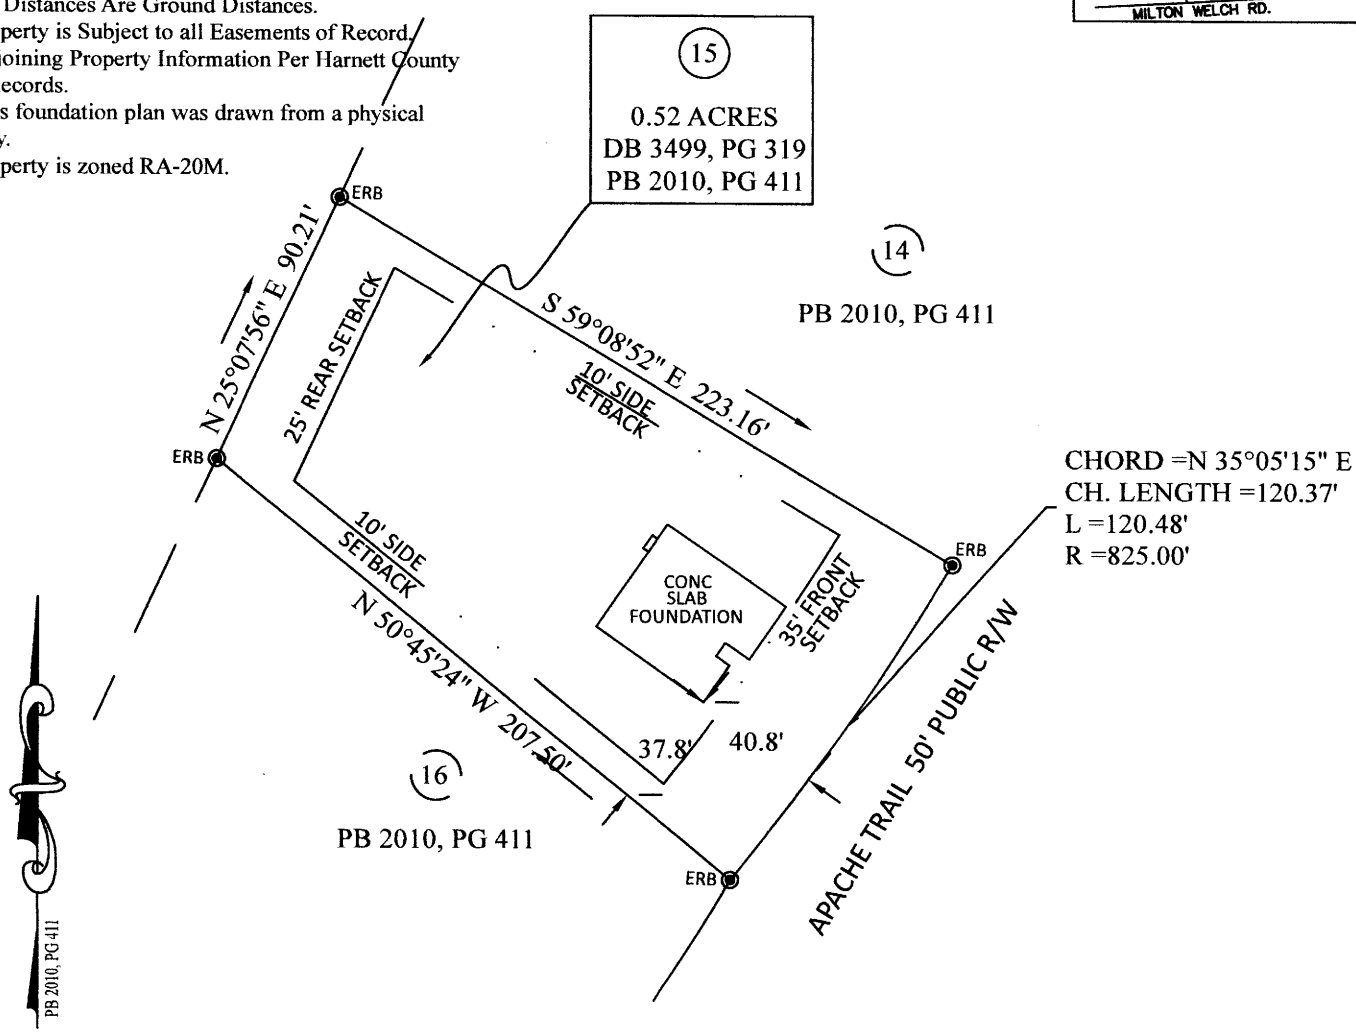 Distances Are Ground Distances.
perty is Subject to all Easements of Record.
joining Property Information Per Harnett County
ecords.
s foundation plan was drawn from a physical
y.
perty is zoned RA-20M.
MILTON WELCH RD.
15
0.52 ACRES
DB 3499, PG 319
PB 2010, PG 411
ERB
N 25°07'56" E 90.21'
25' REAR SETBACK
14
PB 2010, PG 411
S 59°08'52" E 223.16'
10' SIDE
SETBACK
ERB
CHORD =N 35°05'15" E
CH. LENGTH =120.37'
L =120.48'
R =825.00'
ERB
10' SIDE
SETBACK
CONC
SLAB
FOUNDATION
35' FRONT
SETBACK
N 50°45'24" W 207.50'
37.8'
40.8'
16
PB 2010, PG 411
APACHE TRAIL 50' PUBLIC R/W
ERB
PB 2010, PG 411